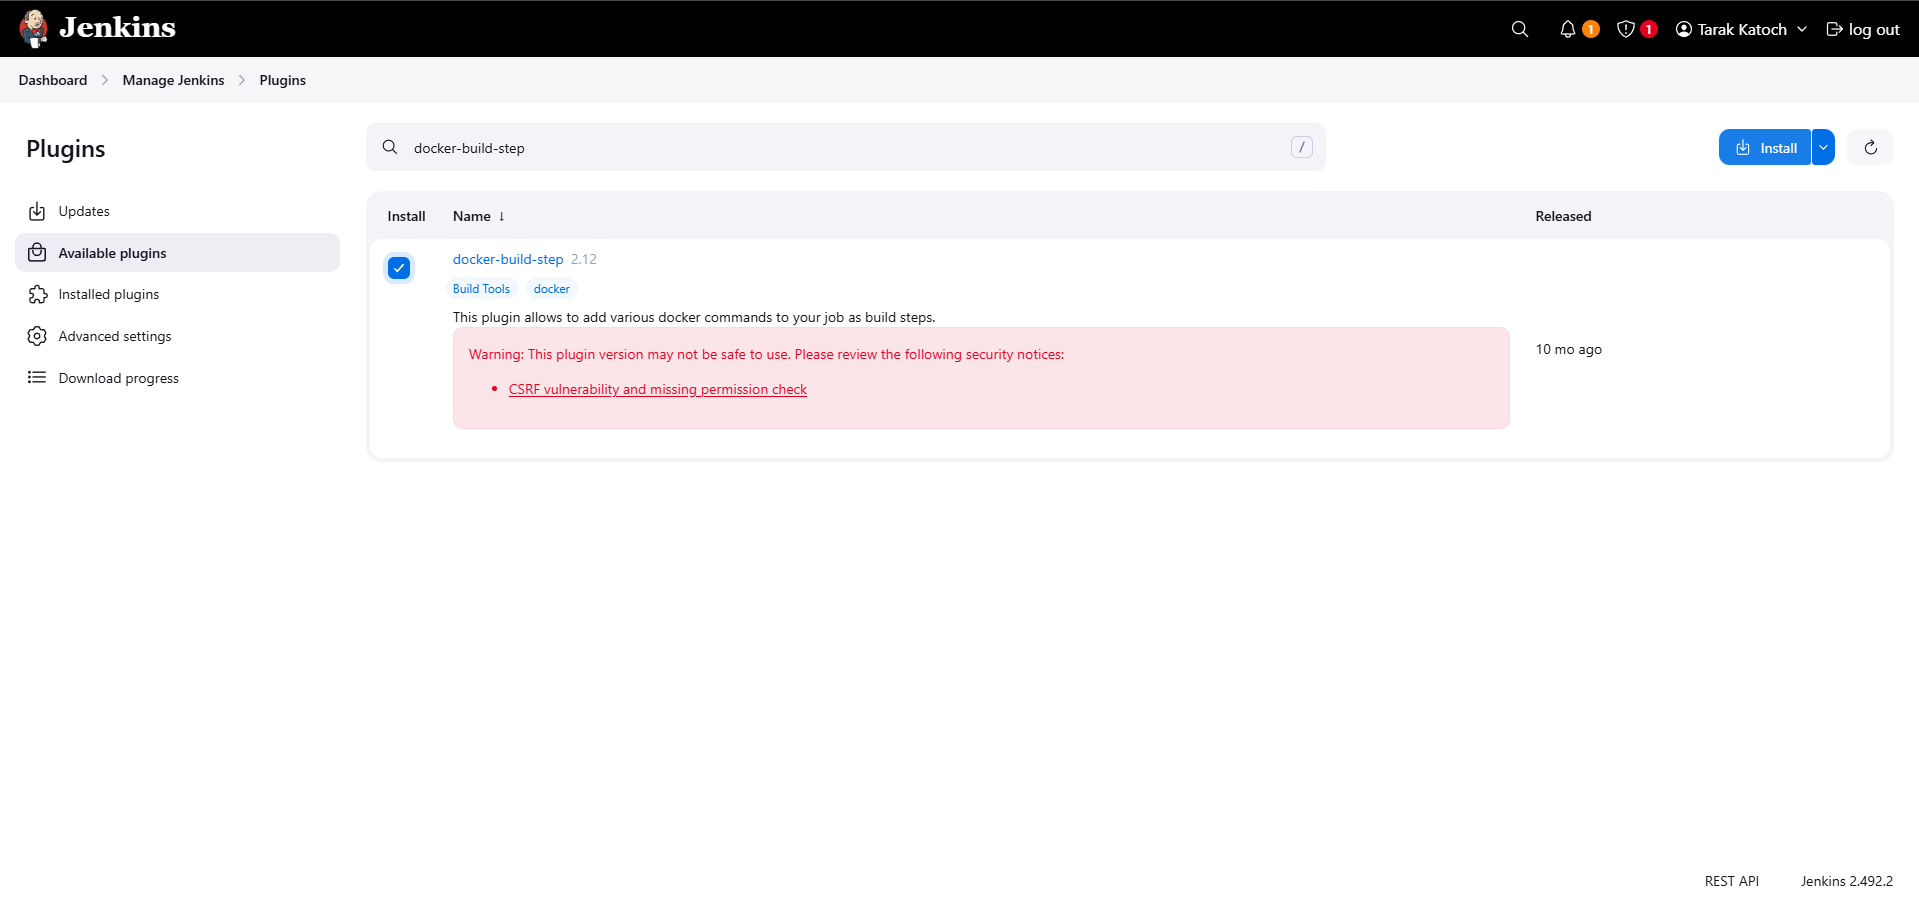 Jenkins
1
1
Tarak Katoch
log out
Dashboard
Manage Jenkins
Plugins
Plugins
docker-build-step
/
Install
Updates
Available plugins
Installed plugins
Advanced settings
Download progress
Install
Name ↓
Released
docker-build-step 2.12
Build Tools
docker
This plugin allows to add various docker commands to your job as build steps.
Warning: This plugin version may not be safe to use. Please review the following security notices:
• CSRF vulnerability and missing permission check
10 mo ago
REST API
Jenkins 2.492.2